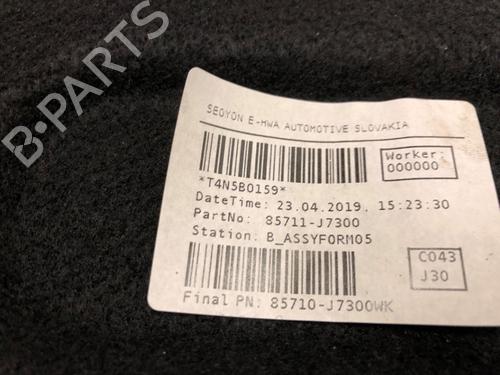 B-PARTS
SEOYON E-HWA AUTOMOTIVE SLOVAKIA
Worker:
000000
*T4N5B0159*
DateTime: 23.04.2019. 15:23:30
PartNo: 85711-J7300
Station: B_ASSYFORM05
C043
J30
Final PN: 85710-J7300WK